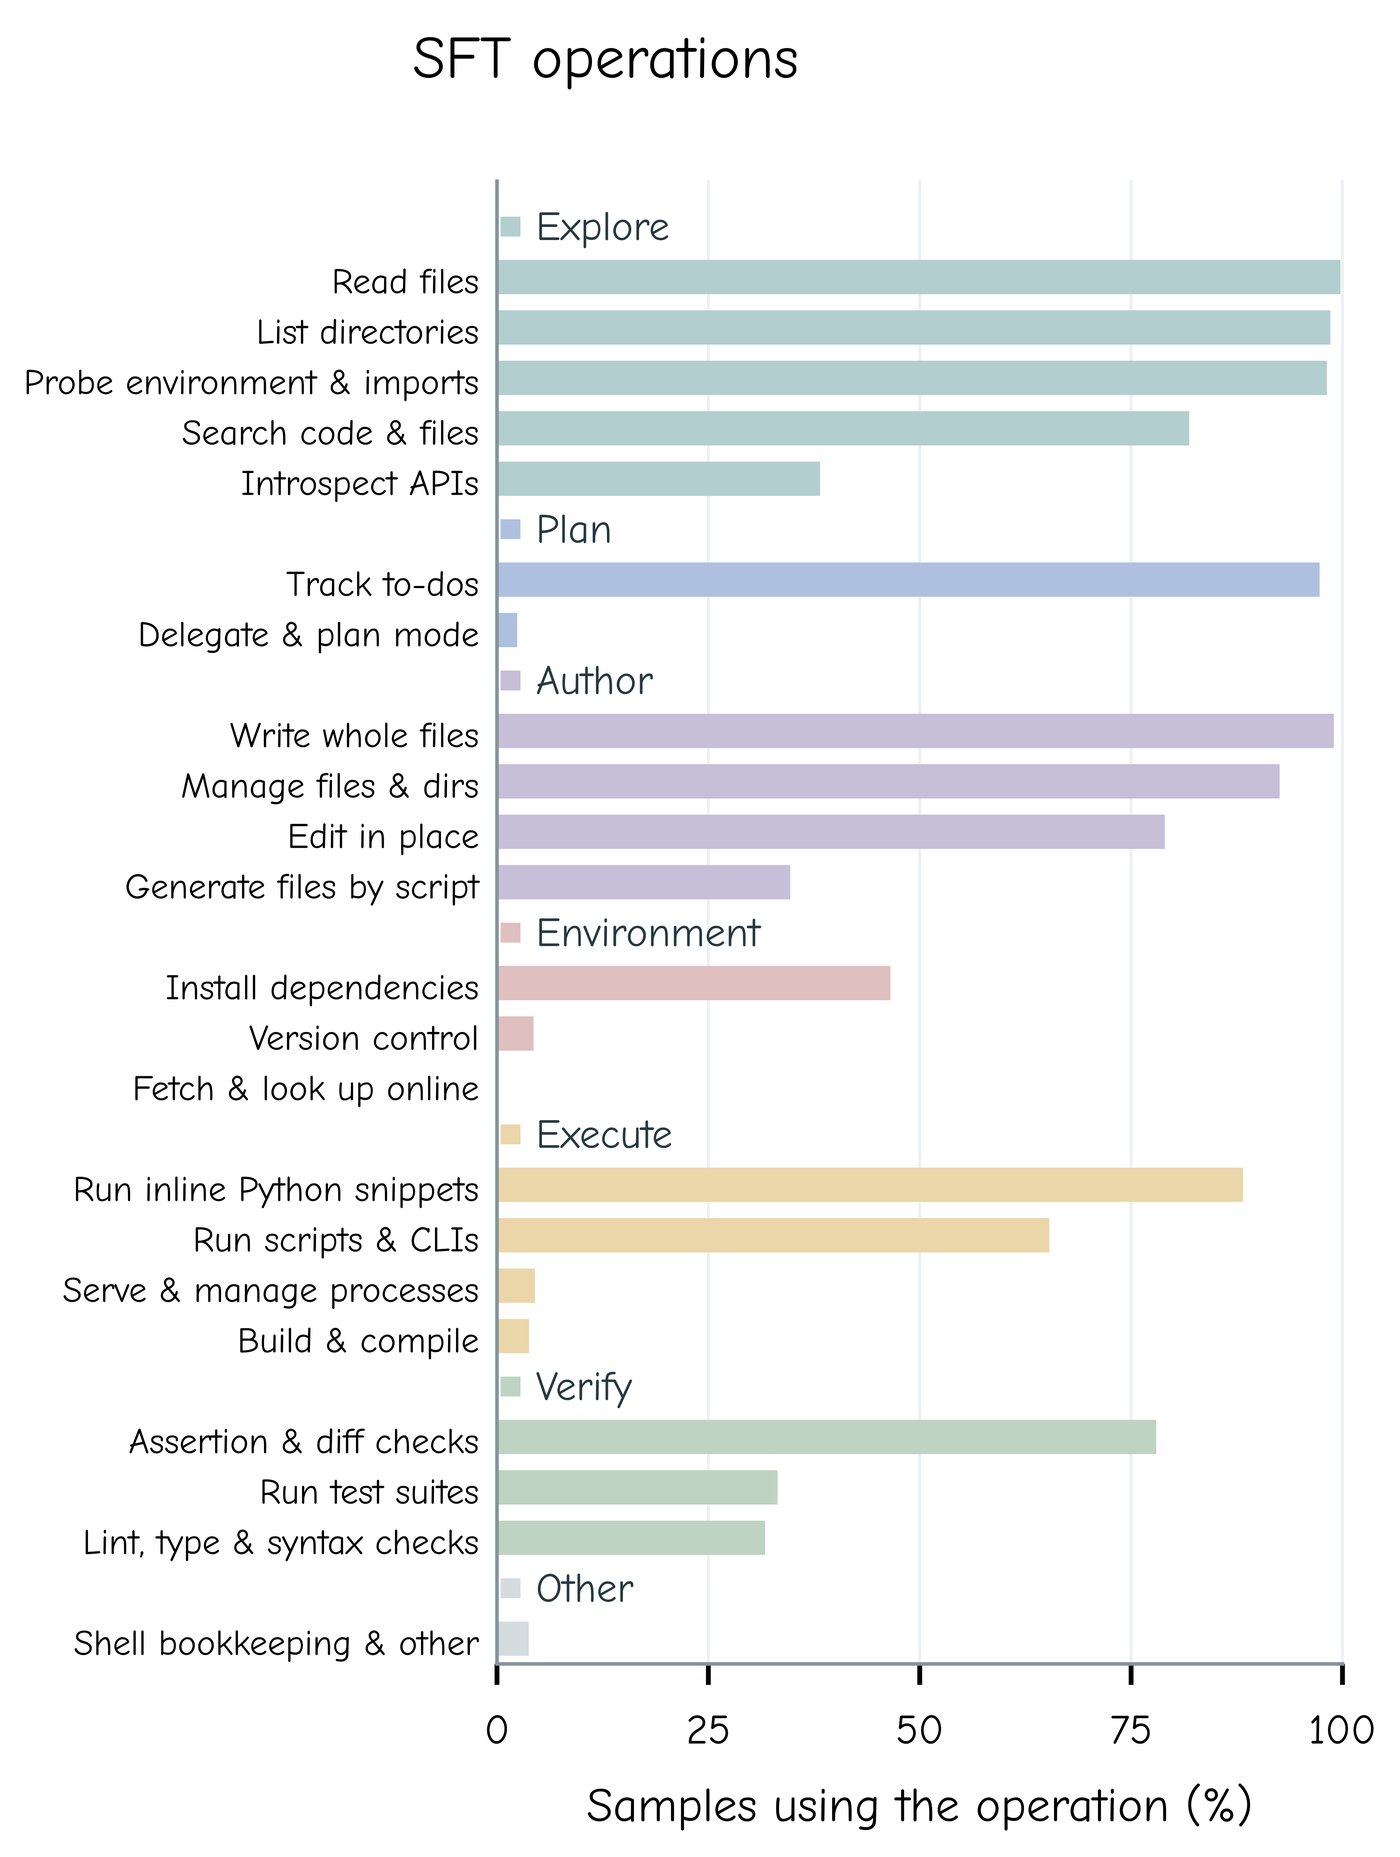 SFT operations
Explore
Read files
List directories
Probe environment & imports
Search code & files
Introspect APIs
Plan
Track to-dos
Delegate & plan mode
Author
Write whole files
Manage files & dirs
Edit in place
Generate files by script
Environment
Install dependencies
Version control
Fetch & look up online
Execute
Run inline Python snippets
Run scripts & CLIs
Serve & manage processes
Build & compile
Verify
Assertion & diff checks
Run test suites
Lint, type & syntax checks
Other
Shell bookkeeping & other
0 25 50 75 100
Samples using the operation (%)